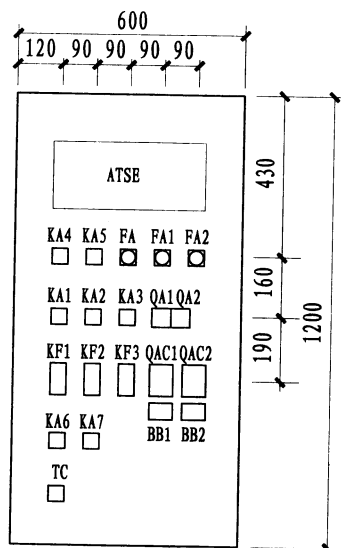 600
120 90 90 90 90
ATSE
430
KA4 KA5 FA FA1 FA2
160
KA1 KA2 KA3 QA1 QA2
1200
190
KF1 KF2 KF3 QAC1 QAC2
KA6 KA7 BB1 BB2
TC